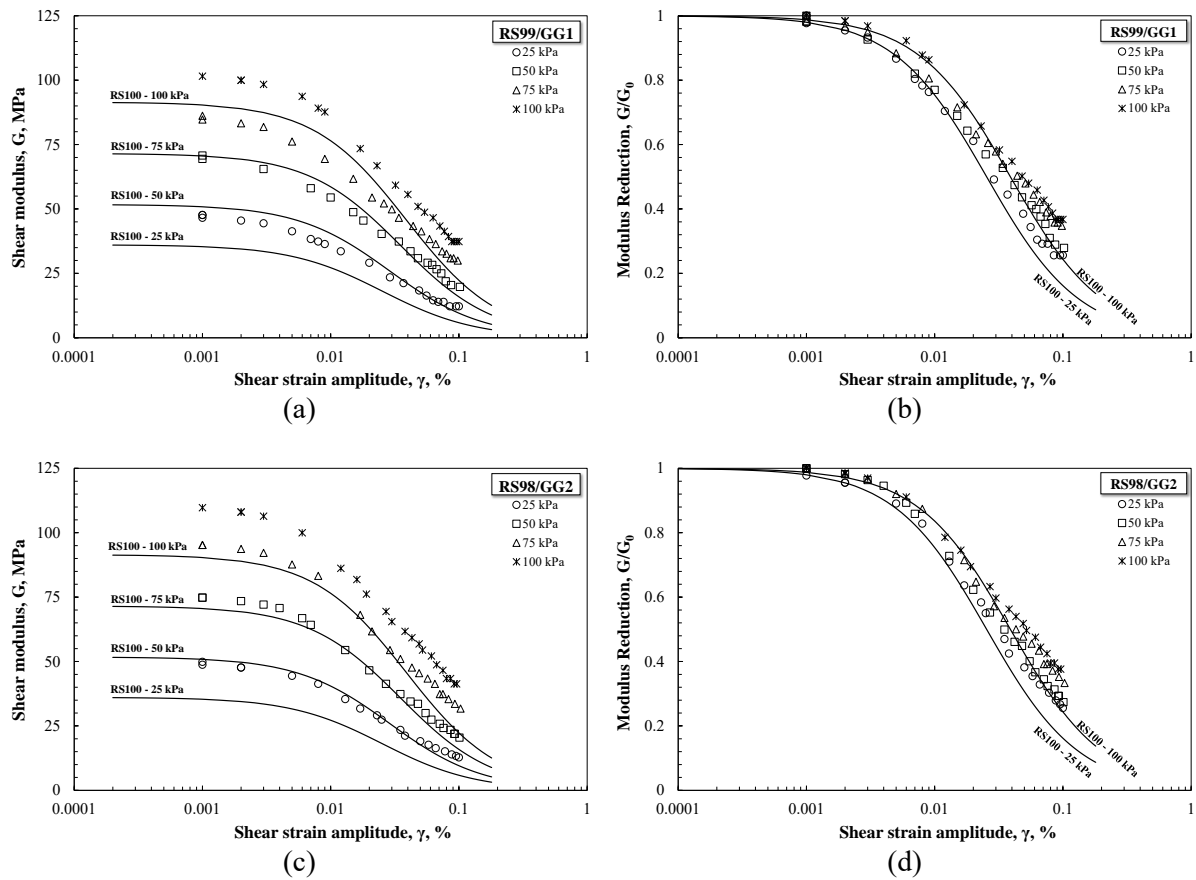 125
100
75
50
25
0
Shear modulus, G, MPa
RS99/GG1
25 kPa
50 kPa
75 kPa
100 kPa
RS100 - 100 kPa
RS100 - 75 kPa
RS100 - 50 kPa
RS100 - 25 kPa
0.0001 0.001 0.01 0.1 1
Shear strain amplitude, γ, %
(a)
1
0.8
0.6
0.4
0.2
0
Modulus Reduction, G/G₀
RS99/GG1
25 kPa
50 kPa
75 kPa
100 kPa
RS100 - 100 kPa
RS100 - 25 kPa
0.0001 0.001 0.01 0.1 1
Shear strain amplitude, γ, %
(b)
125
100
75
50
25
0
Shear modulus, G, MPa
RS98/GG2
25 kPa
50 kPa
75 kPa
100 kPa
RS100 - 100 kPa
RS100 - 75 kPa
RS100 - 50 kPa
RS100 - 25 kPa
0.0001 0.001 0.01 0.1 1
Shear strain amplitude, γ, %
(c)
1
0.8
0.6
0.4
0.2
0
Modulus Reduction, G/G₀
RS98/GG2
25 kPa
50 kPa
75 kPa
100 kPa
RS100 - 100 kPa
RS100 - 25 kPa
0.0001 0.001 0.01 0.1 1
Shear strain amplitude, γ, %
(d)